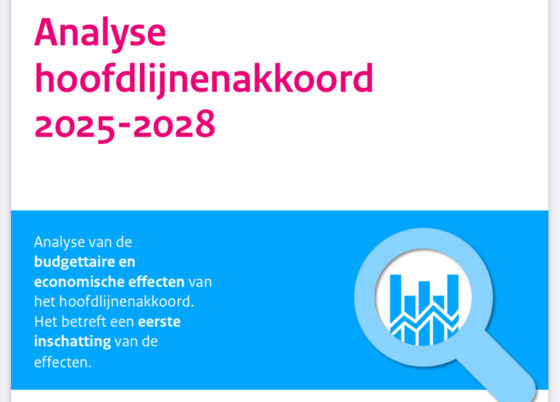 Analyse
hoofdlijnenakkoord
2025-2028
Analyse van de
budgettaire en
economische effecten van
het hoofdlijnenakkoord.
Het betreft een eerste
inschatting van de
effecten.